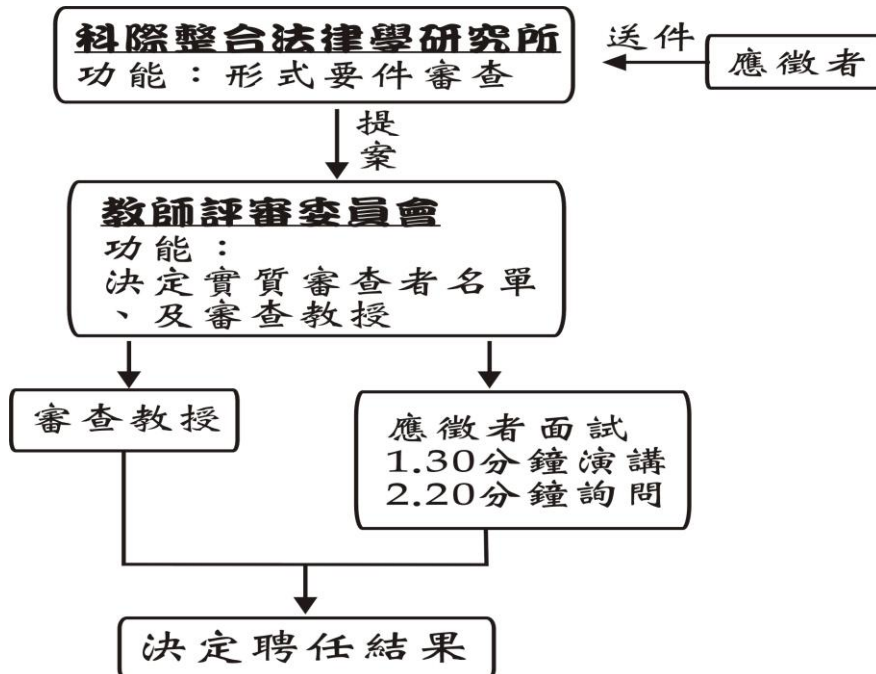 科際整合法律學研究所
功能：形式要件審查
送件
應徵者
提
案
教師評審委員會
功能：
決定實質審查者名單
、及審查教授
審查教授
應徵者面試
1.30分鐘演講
2.20分鐘詢問
決定聘任結果